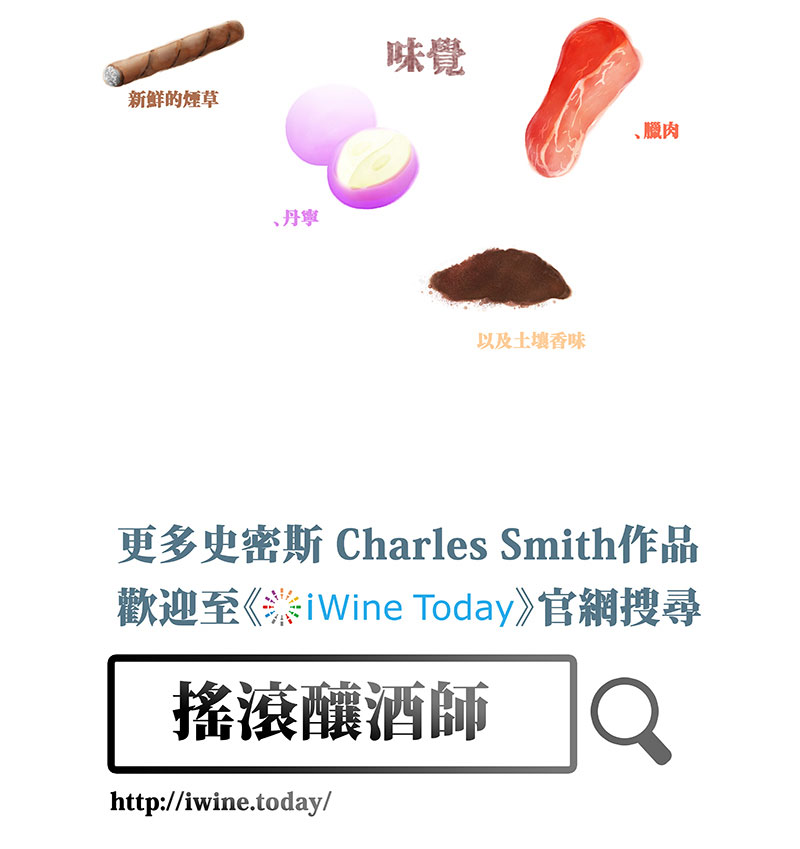 味覺
新鮮的煙草
、臘肉
、丹寧
以及土壤香味
更多史密斯 Charles Smith作品
歡迎至《iWine Today》官網搜尋
搖滾釀酒師
http://iwine.today/